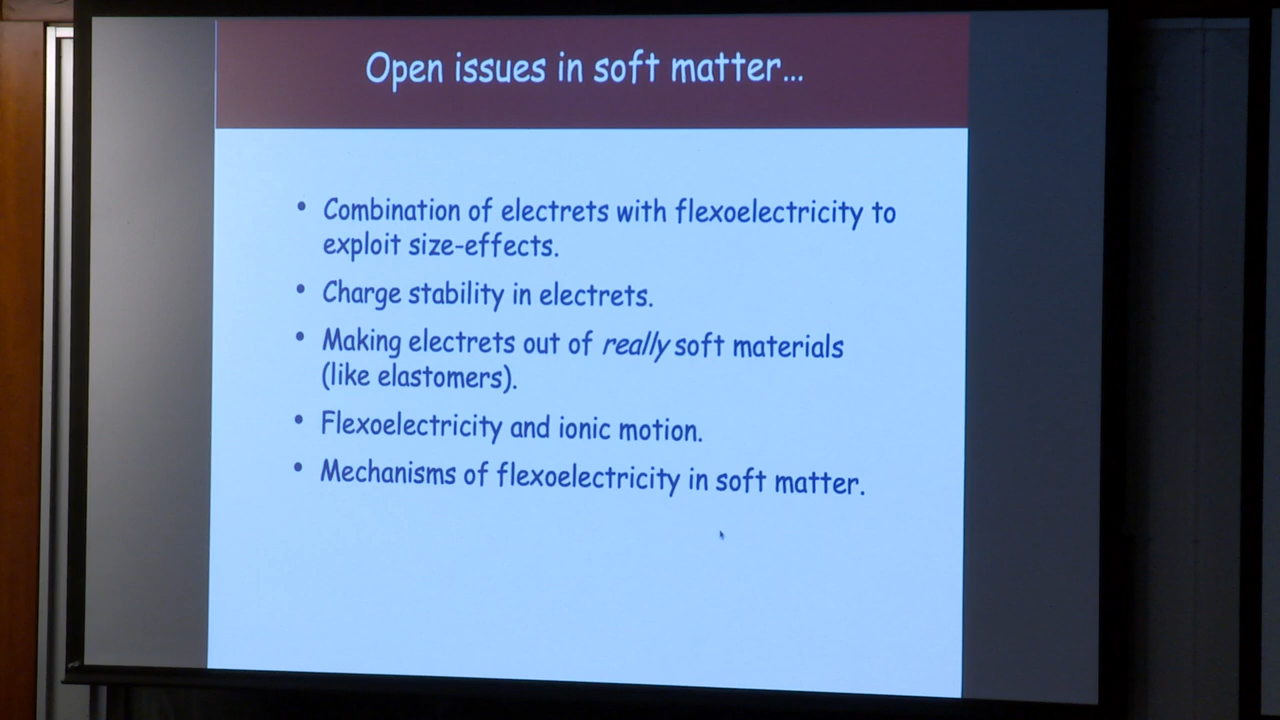 Open issues in soft matter...
• Combination of electrets with flexoelectricity to
exploit size-effects.
• Charge stability in electrets.
• Making electrets out of really soft materials
(like elastomers).
• Flexoelectricity and ionic motion.
• Mechanisms of flexoelectricity in soft matter.